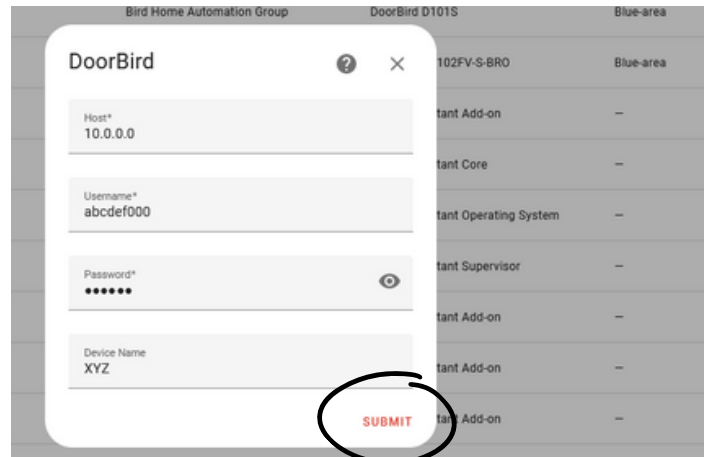 Bird Home Automation Group DoorBird D101S Blue-area
DoorBird
102FV-S-BRO Blue-area
Host*
10.0.0.0
tant Add-on –
tant Core –
Username*
abcdef000
tant Operating System –
Password*
••••••
tant Supervisor –
tant Add-on –
Device Name
XYZ
tant Add-on –
SUBMIT
tant Add-on –